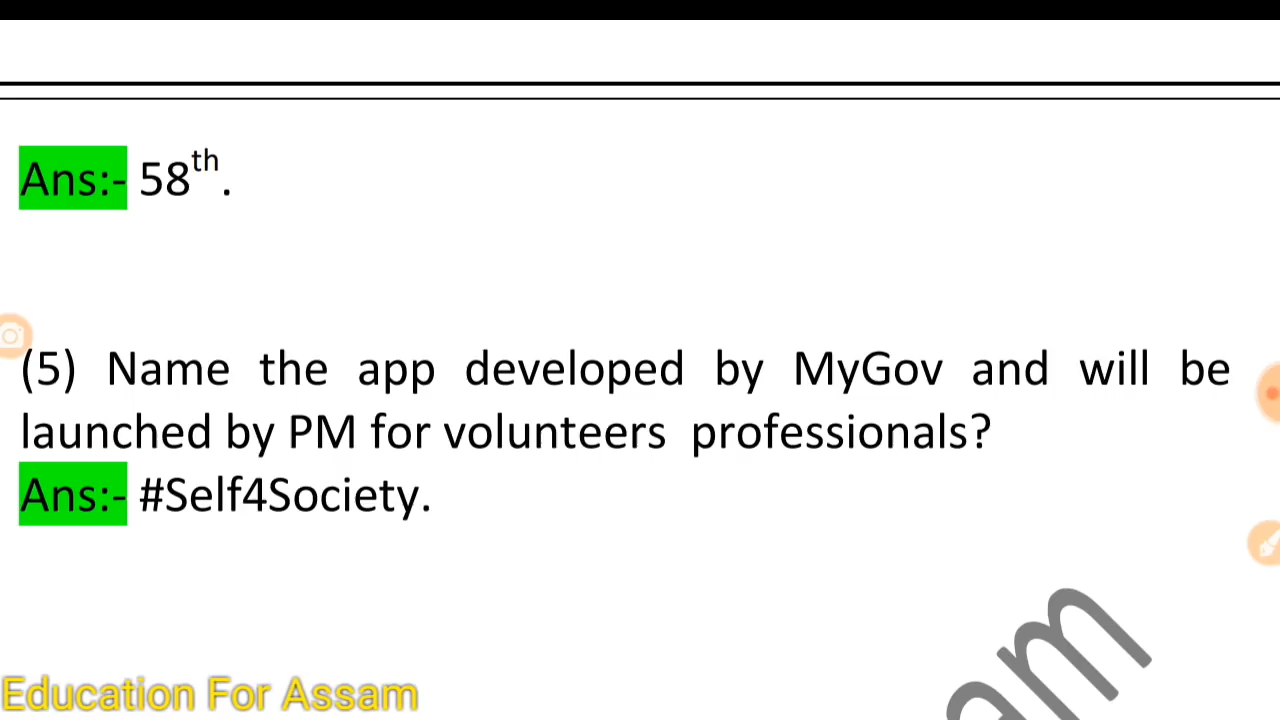 Ans:- 58th.
(5) Name the app developed by MyGov and will be
launched by PM for volunteers professionals?
Ans:- #Self4Society.
am
Education For Assam